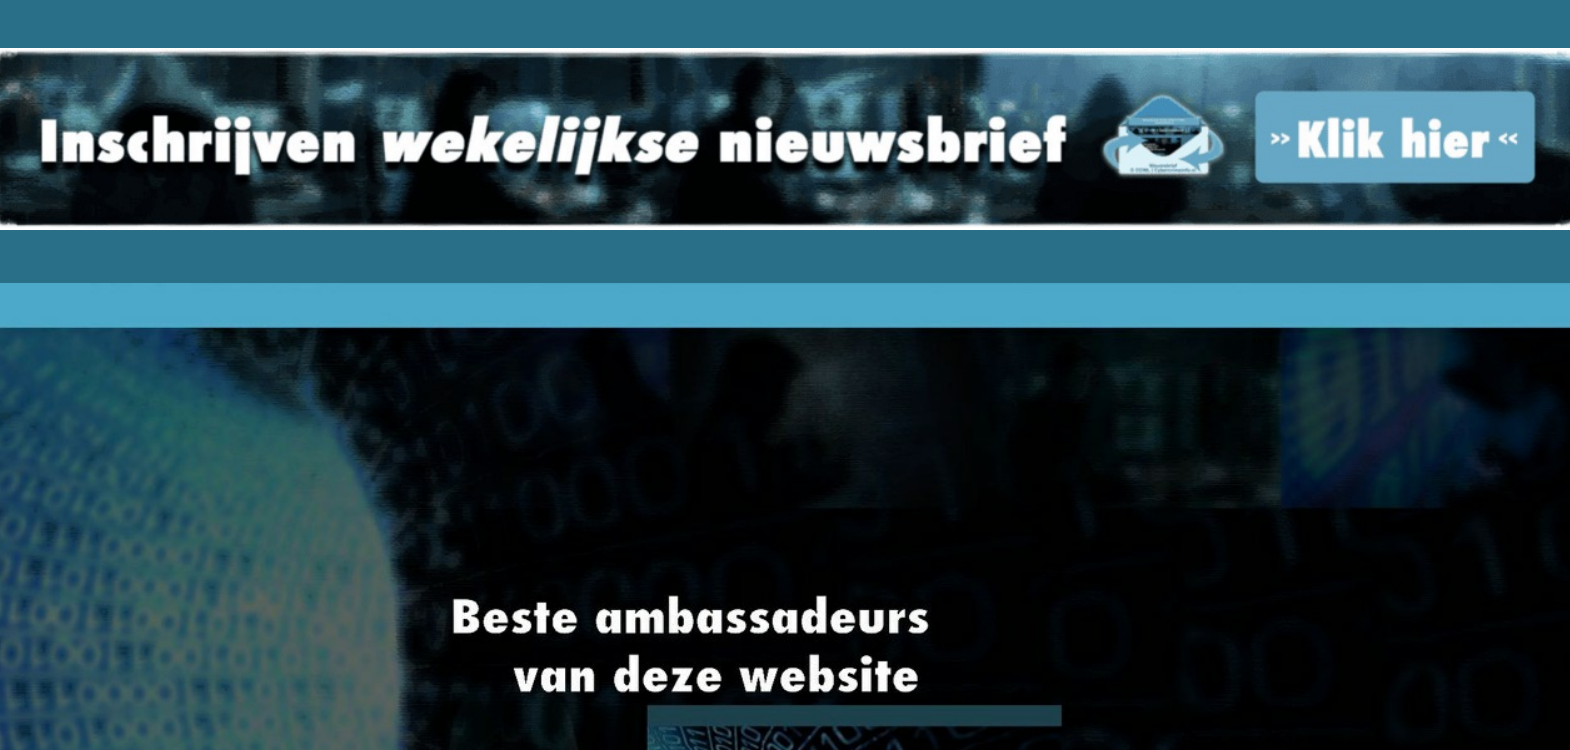 Inschrijven wekelijkse nieuwsbrief
» Klik hier «
Beste ambassadeurs
van deze website